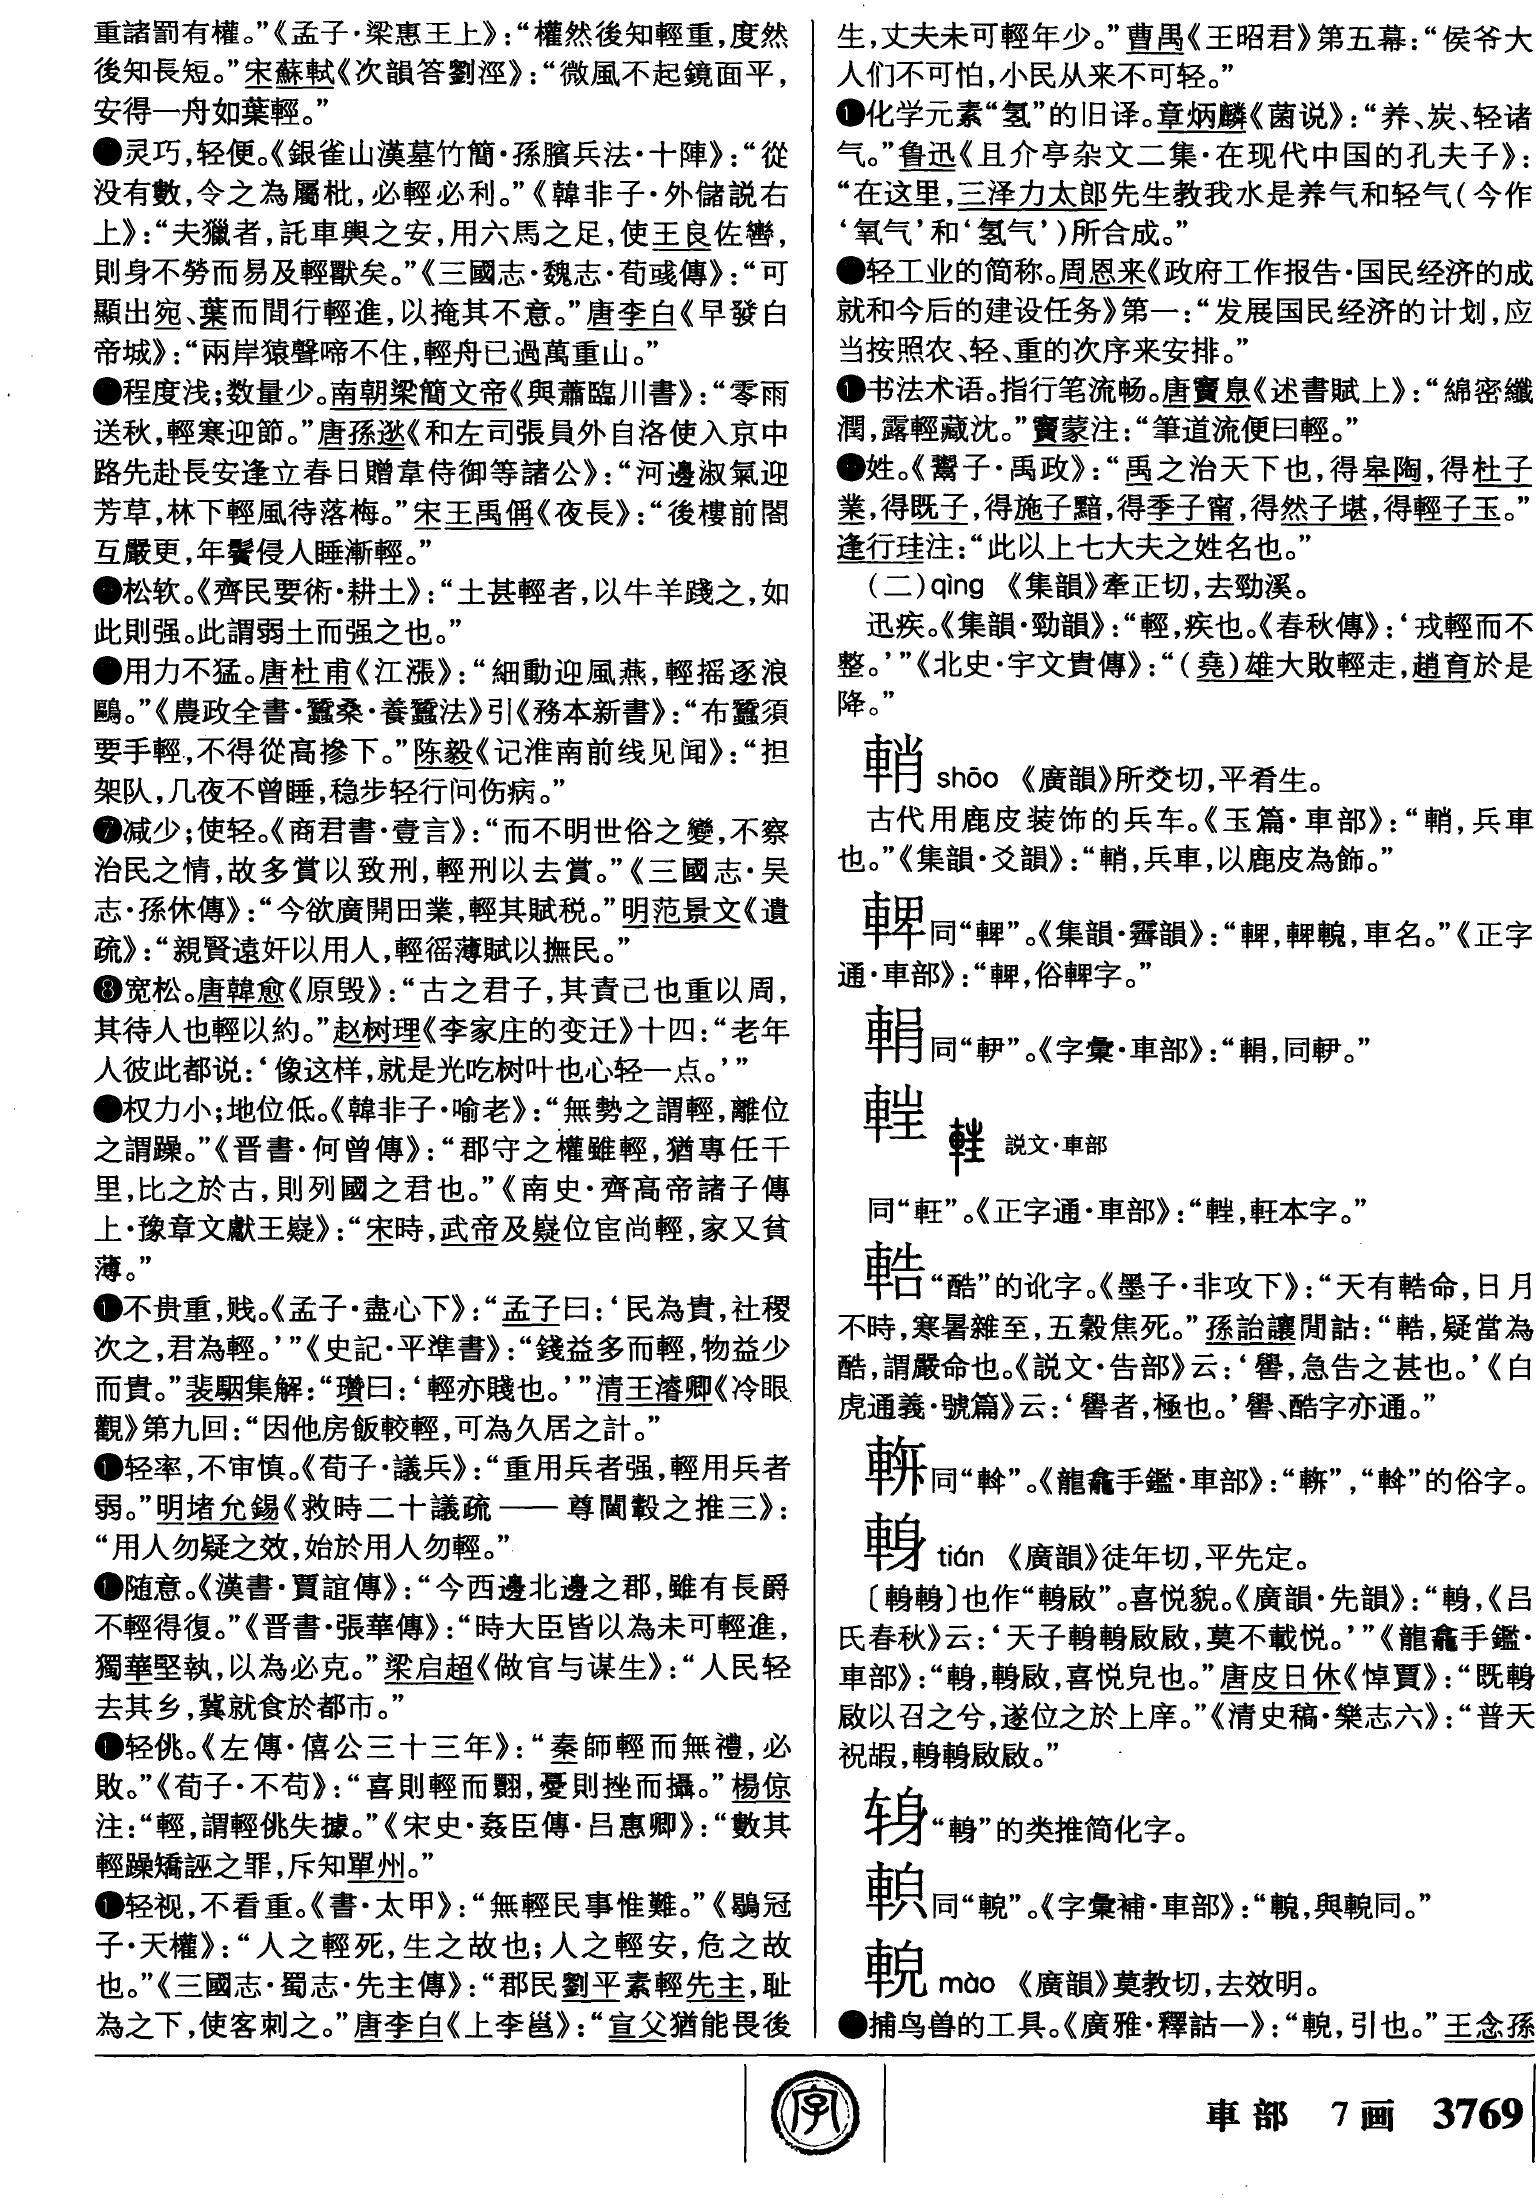 重諸罰有權。”《孟子·梁惠王上》：“權然後知輕重，度然
後知長短。”宋蘇軾《次韻答劉涇》：“微風不起鏡面平，
安得一舟如葉輕。”
灵巧，轻便。《銀雀山漢墓竹簡·孫臏兵法·十陣》：“從
没有數，令之為屬枇，必輕必利。”《韓非子·外儲説右
上》：“夫獵者，託車輿之安，用六馬之足，使王良佐轡，
則身不勞而易及輕獸矣。”《三國志·魏志·荀彧傳》：“可
顯出宛、葉而間行輕進，以掩其不意。”唐李白《早發白
帝城》：“兩岸猿聲啼不住，輕舟已過萬重山。”
程度浅；数量少。南朝梁簡文帝《與蕭臨川書》：“零雨
送秋，輕寒迎節。”唐孫逖《和左司張員外自洛使入京中
路先赴長安逢立春日贈韋侍御等諸公》：“河邊淑氣迎
芳草，林下輕風待落梅。”宋王禹偁《夜長》：“後樓前閣
互嚴更，年鬢侵人睡漸輕。”
松软。《齊民要術·耕土》：“土甚輕者，以牛羊踐之，如
此則强。此謂弱土而强之也。”
用力不猛。唐杜甫《江漲》：“細動迎風燕，輕摇逐浪
鷗。”《農政全書·蠶桑·養蠶法》引《務本新書》：“布蠶須
要手輕，不得從高摻下。”陈毅《记淮南前线见闻》：“担
架队，几夜不曾睡，稳步轻行问伤病。”
❼减少；使轻。《商君書·壹言》：“而不明世俗之變，不察
治民之情，故多賞以致刑，輕刑以去賞。”《三國志·吴
志·孫休傳》：“今欲廣開田業，輕其賦税。”明范景文《遺
疏》：“親賢遠奸以用人，輕徭薄賦以撫民。”
❽宽松。唐韓愈《原毁》：“古之君子，其責己也重以周，
其待人也輕以約。”赵树理《李家庄的变迁》十四：“老年
人彼此都说：‘像这样，就是光吃树叶也心轻一点。’”
权力小；地位低。《韓非子·喻老》：“無勢之謂輕，離位
之謂躁。”《晋書·何曾傳》：“郡守之權雖輕，猶專任千
里，比之於古，則列國之君也。”《南史·齊高帝諸子傳
上·豫章文獻王嶷》：“宋時，武帝及嶷位宦尚輕，家又貧
薄。”
不贵重，贱。《孟子·盡心下》：“孟子曰：‘民為貴，社稷
次之，君為輕。’”《史記·平準書》：“錢益多而輕，物益少
而貴。”裴駰集解：“瓚曰：‘輕亦賤也。’”清王濬卿《冷眼
觀》第九回：“因他房飯較輕，可為久居之計。”
轻率，不审慎。《荀子·議兵》：“重用兵者强，輕用兵者
弱。”明堵允錫《救時二十議疏——尊閫轂之推三》：
“用人勿疑之效，始於用人勿輕。”
随意。《漢書·賈誼傳》：“今西邊北邊之郡，雖有長爵
不輕得復。”《晋書·張華傳》：“時大臣皆以為未可輕進，
獨華堅執，以為必克。”梁启超《做官与谋生》：“人民轻
去其乡，冀就食於都市。”
轻佻。《左傳·僖公三十三年》：“秦師輕而無禮，必
敗。”《荀子·不苟》：“喜則輕而翾，憂則挫而攝。”楊倞
注：“輕，謂輕佻失據。”《宋史·姦臣傳·吕惠卿》：“數其
輕躁矯誣之罪，斥知單州。”
轻视，不看重。《書·太甲》：“無輕民事惟難。”《鶡冠
子·天權》：“人之輕死，生之故也；人之輕安，危之故
也。”《三國志·蜀志·先主傳》：“郡民劉平素輕先主，耻
為之下，使客刺之。”唐李白《上李邕》：“宣父猶能畏後
生，丈夫未可輕年少。”曹禺《王昭君》第五幕：“侯爷大
人们不可怕，小民从来不可轻。”
化学元素“氢”的旧译。章炳麟《菌说》：“养、炭、轻诸
气。”鲁迅《且介亭杂文二集·在现代中国的孔夫子》：
“在这里，三泽力太郎先生教我水是养气和轻气（今作
‘氧气’和‘氢气’）所合成。”
轻工业的简称。周恩来《政府工作报告·国民经济的成
就和今后的建设任务》第一：“发展国民经济的计划，应
当按照农、轻、重的次序来安排。”
书法术语。指行笔流畅。唐竇臮《述書賦上》：“綿密纖
潤，露輕藏沈。”竇蒙注：“筆道流便曰輕。”
姓。《鬻子·禹政》：“禹之治天下也，得皋陶，得杜子
業，得既子，得施子黯，得季子甯，得然子堪，得輕子玉。”
逢行珪注：“此以上七大夫之姓名也。”
（二）qìng 《集韻》牽正切，去勁溪。
迅疾。《集韻·勁韻》：“輕，疾也。《春秋傳》：‘戎輕而不
整。’”《北史·宇文貴傳》：“（堯）雄大敗輕走，趙育於是
降。”
輎 shāo 《廣韻》所交切，平肴生。
古代用鹿皮装饰的兵车。《玉篇·車部》：“輎，兵車
也。”《集韻·爻韻》：“輎，兵車，以鹿皮為飾。”
同“輫”。《集韻·霽韻》：“，車名。”《正字
通·車部》：“，俗字。”
同“”。《字彙·車部》：“，同。”
説文·車部
同“軖”。《正字通·車部》：“，軖本字。”
䡘“酷”的讹字。《墨子·非攻下》：“天有䡘命，日月
不時，寒暑雜至，五穀焦死。”孫詒讓閒詁：“䡘，疑當為
酷，謂嚴命也。《説文·告部》云：‘嚳，急告之甚也。’《白
虎通義·號篇》云：‘嚳者，極也。’嚳、酷字亦通。”
同“”。《龍龕手鑑·車部》：“”，“”的俗字。
䡙 tián 《廣韻》徒年切，平先定。
〔䡙䡙〕也作“䡙啟”。喜悦貌。《廣韻·先韻》：“䡙，《吕
氏春秋》云：‘天子䡙䡙啟啟，莫不載悦。’”《龍龕手鑑·
車部》：“䡙，䡙啟，喜悦皃也。”唐皮日休《悼賈》：“既䡙
啟以召之兮，遂位之於上庠。”《清史稿·樂志六》：“普天
祝嘏，䡙䡙啟啟。”
“䡙”的类推简化字。
同“䡚”。《字彙補·車部》：“，與䡚同。”
䡚 mào 《廣韻》莫教切，去效明。
捕鸟兽的工具。《廣雅·釋詁一》：“䡚，引也。”王念孫
字
車部 7画 3769